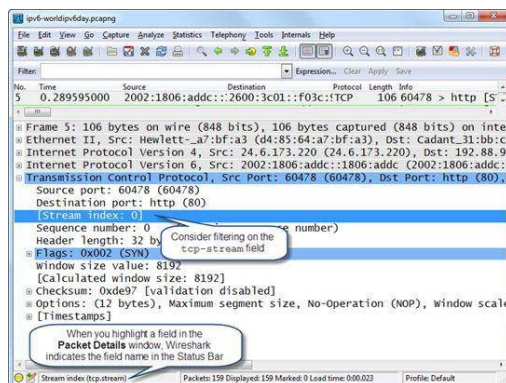 ipv6-worldipv6day.pcapng
File Edit View Go Capture Analyze Statistics Telephony Tools Internals Help
Filter: Expression... Clear Apply Save
No. Time Source Destination Protocol Length Info
5 0.289595000 2002:1806:addc::2600:3c01::f03c:9TCP 106 60478 > http [S
Frame 5: 106 bytes on wire (848 bits), 106 bytes captured (848 bits) on inte
Ethernet II, Src: Hewlett-_a7:bf:a3 (d4:85:64:a7:bf:a3), Dst: Cadant_31:bb:c
Internet Protocol Version 4, Src: 24.6.173.220 (24.6.173.220), Dst: 192.88.9
Internet Protocol Version 6, Src: 2002:1806:addc::1806:addc (2002:1806:addc:
Transmission Control Protocol, Src Port: 60478 (60478), Dst Port: http (80),
Source port: 60478 (60478)
Destination port: http (80)
[Stream index: 0]
Sequence number: 0 number)
Header length: 32 by
Consider filtering on the
tcp-stream field
Flags: 0x002 (SYN)
Window size value: 8192
[Calculated window size: 8192]
Checksum: 0xde97 [validation disabled]
Options: (12 bytes), Maximum segment size, No-Operation (NOP), Window scale
[Timestamps]
When you highlight a field in the
Packet Details window, Wireshark
indicates the field name in the Status Bar
Stream index (tcp.stream) Packets: 159 Displayed: 159 Marked: 0 Load time: 0:00.023 Profile: Default